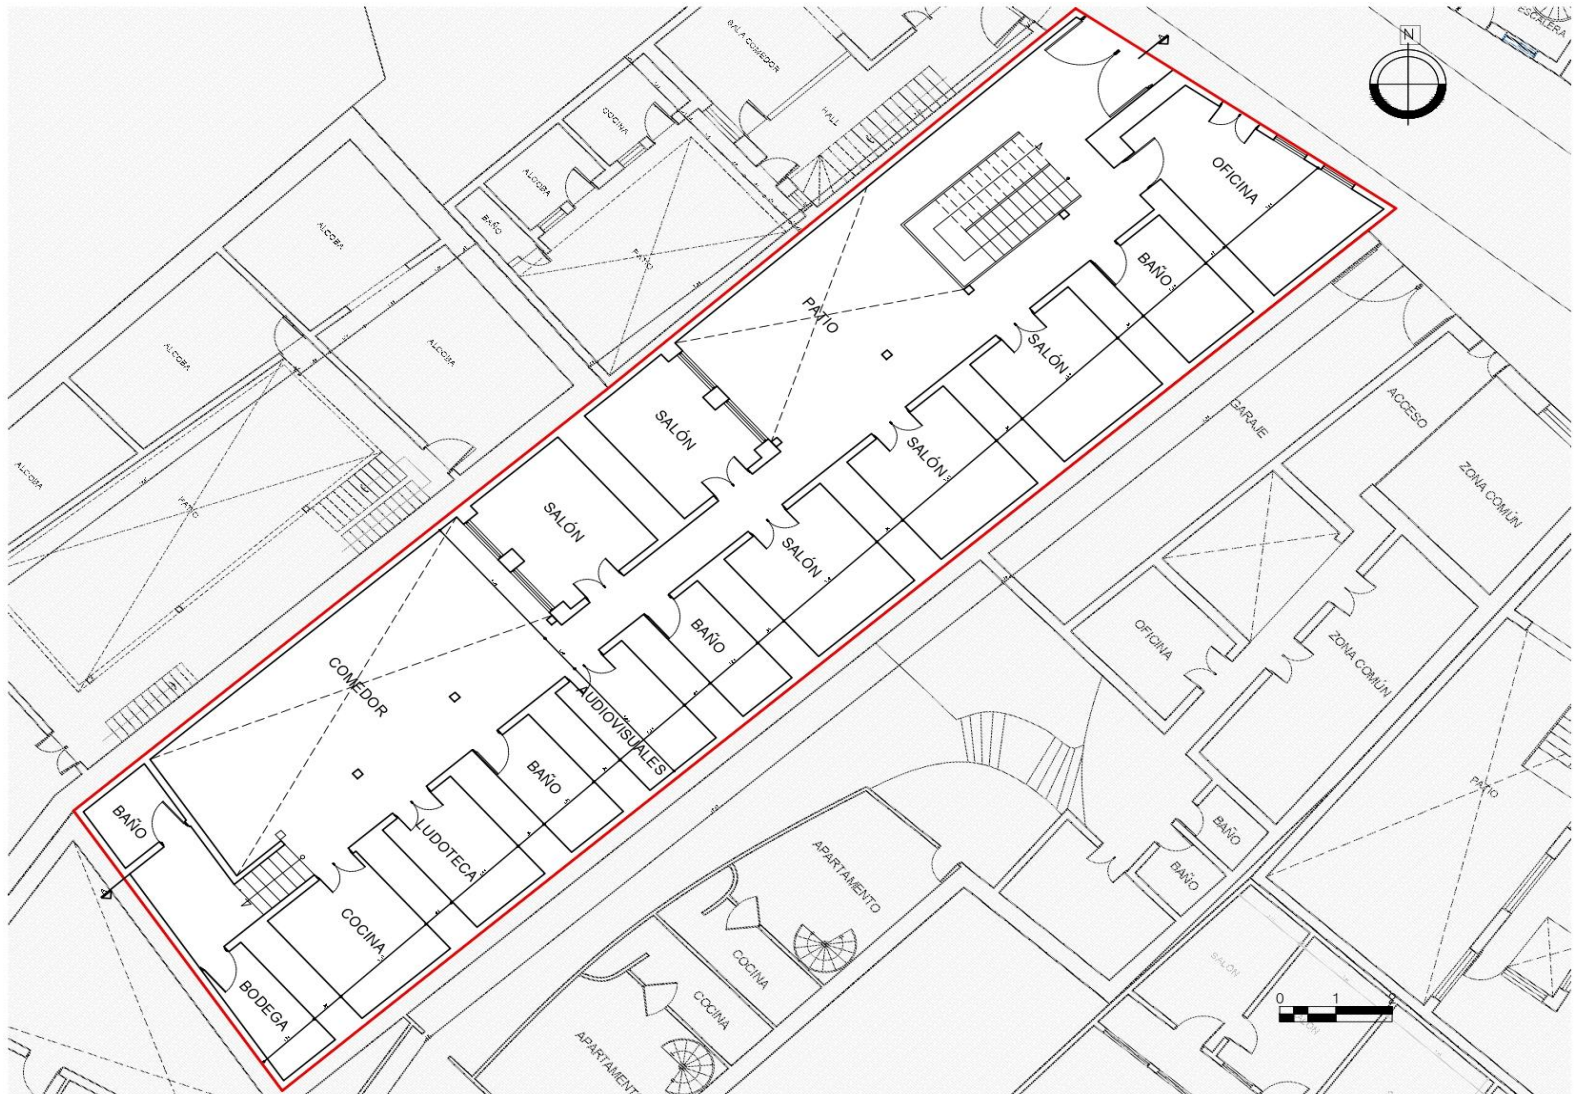 SALA COMEDOR
ESCALERA
N
COCINA
HALL
ALCOBA
OFICINA
BAÑO
ALCOBA
PATIO
BAÑO
PATIO
SALÓN
ALCOBA
ALCOBA
SALÓN
GARAJE
ACCESO
SALÓN
ALCOBA
PATIO
ZONA COMÚN
SALÓN
SALÓN
BAÑO
OFICINA
ZONA COMÚN
COMEDOR
AUDIOVISUALES
BAÑO
PATIO
BAÑO
LUDOTECA
BAÑO
BAÑO
APARTAMENTO
COCINA
COCINA
SALÓN
BODEGA
COCINA
0 1 2
APARTAMENTO